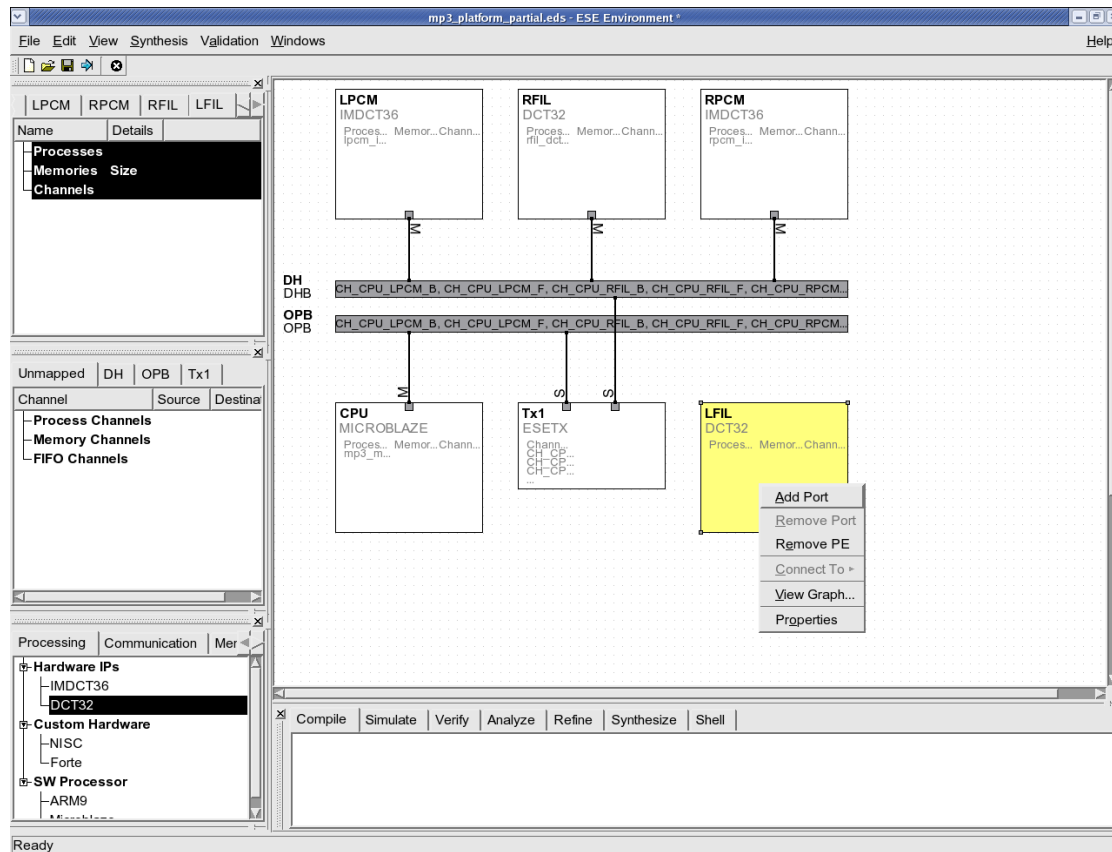 mp3_platform_partial.eds - ESE Environment *
File Edit View Synthesis Validation Windows Help
LPCM RPCM RFIL LFIL
Name Details
Processes
Memories Size
Channels
Unmapped DH OPB Tx1
Channel Source Destina
Process Channels
Memory Channels
FIFO Channels
Processing Communication Mer
Hardware IPs
IMDCT36
DCT32
Custom Hardware
NISC
Forte
SW Processor
ARM9
LPCM
IMDCT36
Proces... Memor... Chann...
lpcm_i...
RFIL
DCT32
Proces... Memor... Chann...
rfil_dct...
RPCM
IMDCT36
Proces... Memor... Chann...
rpcm_i...
M M M
DH
DHB
CH_CPU_LPCM_B, CH_CPU_LPCM_F, CH_CPU_RFIL_B, CH_CPU_RFIL_F, CH_CPU_RPCM...
OPB
OPB
CH_CPU_LPCM_B, CH_CPU_LPCM_F, CH_CPU_RFIL_B, CH_CPU_RFIL_F, CH_CPU_RPCM...
M S S
CPU
MICROBLAZE
Proces... Memor... Chann...
mp3_m...
Tx1
ESETX
Chann...
CH_CP...
CH_CP...
CH_CP...
...
LFIL
DCT32
Proces... Memor... Chann...
Add Port
Remove Port
Remove PE
Connect To
View Graph...
Properties
Compile Simulate Verify Analyze Refine Synthesize Shell
Ready